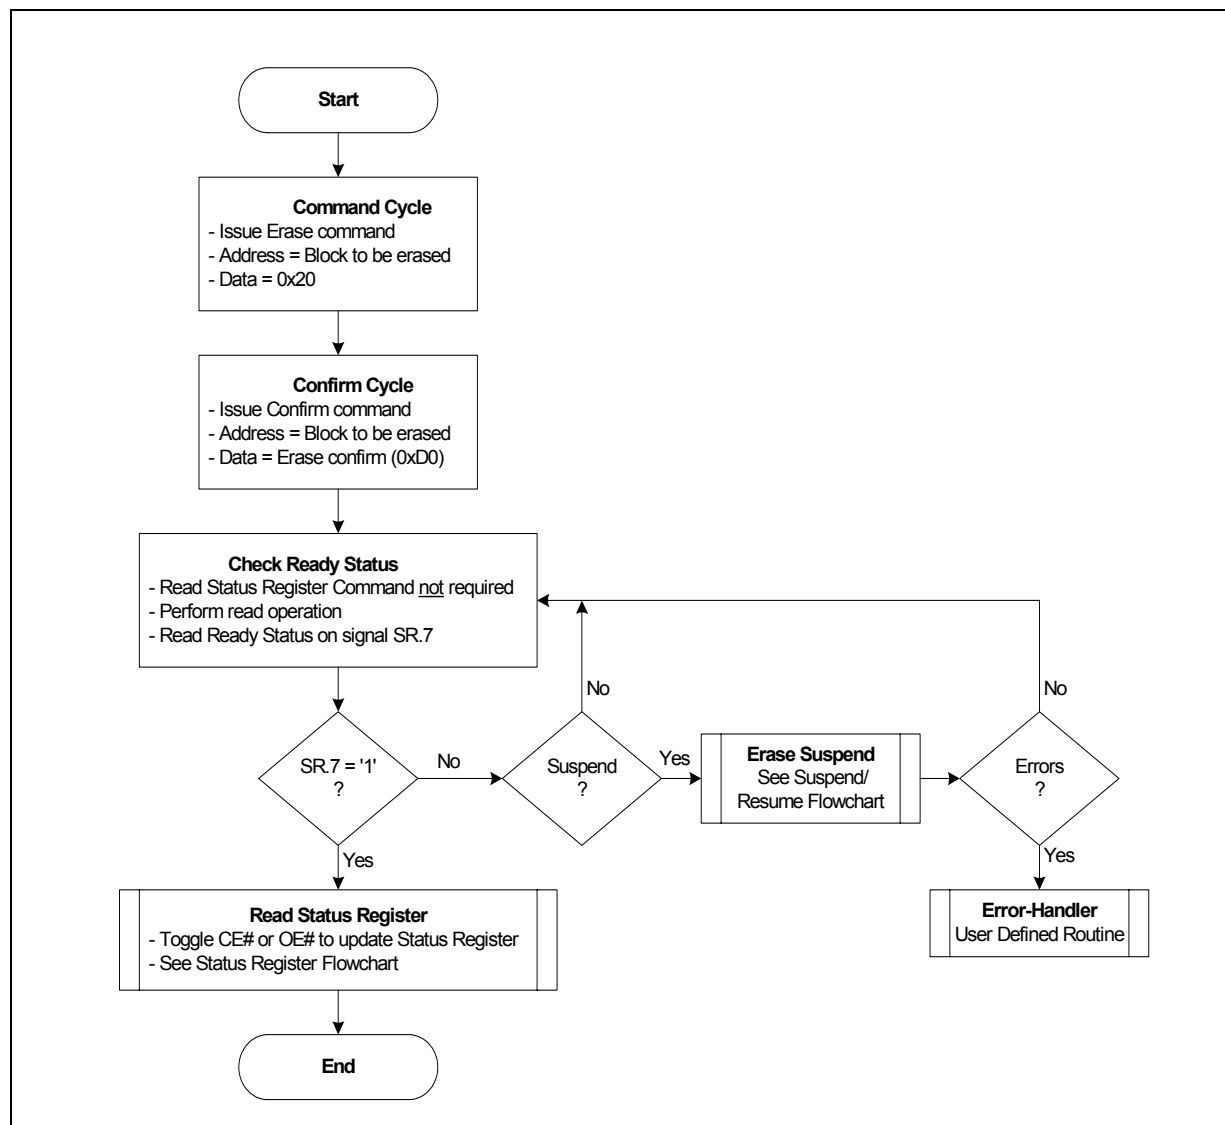 Start
Command Cycle
- Issue Erase command
- Address = Block to be erased
- Data = 0x20
Confirm Cycle
- Issue Confirm command
- Address = Block to be erased
- Data = Erase confirm (0xD0)
Check Ready Status
- Read Status Register Command not required
- Perform read operation
- Read Ready Status on signal SR.7
No
No
SR.7 = '1'
?
No
Suspend
?
Yes
Erase Suspend
See Suspend/
Resume Flowchart
Errors
?
Yes
Yes
Read Status Register
- Toggle CE# or OE# to update Status Register
- See Status Register Flowchart
Error-Handler
User Defined Routine
End